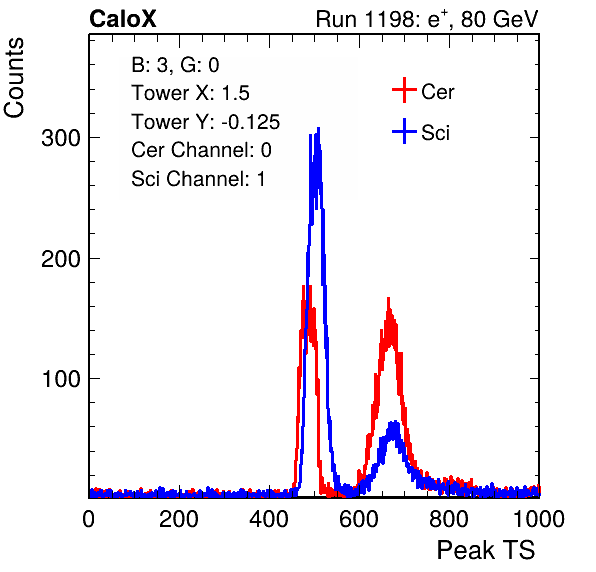 CaloX Run 1198: e⁺, 80 GeV
Counts
B: 3, G: 0
Tower X: 1.5
Tower Y: -0.125
Cer Channel: 0
Sci Channel: 1
Cer
Sci
300
200
100
0 200 400 600 800 1000
Peak TS